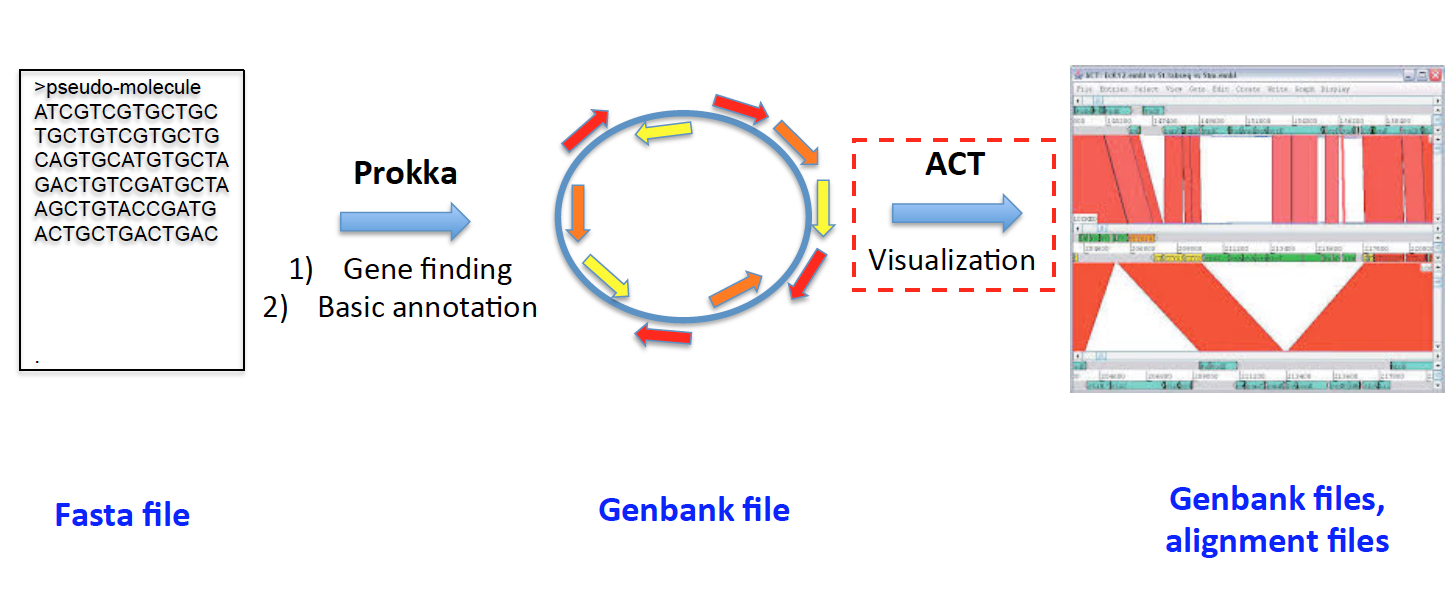 >pseudo-molecule
ATCGTCGTGCTGC
TGCTGTCGTGCTG
CAGTGCATGTGCTA
GACTGTCGATGCTA
AGCTGTACCGATG
ACTGCTGACTGAC
.
Prokka
1) Gene finding
2) Basic annotation
ACT
Visualization
File Entries Select View Goto Edit Create Write Graph Display
Fasta file
Genbank file
Genbank files,
alignment files